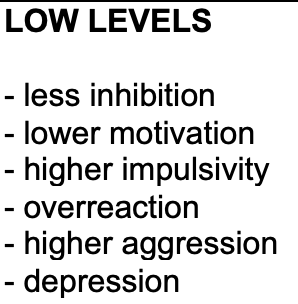 LOW LEVELS
- less inhibition
- lower motivation
- higher impulsivity
- overreaction
- higher aggression
- depression